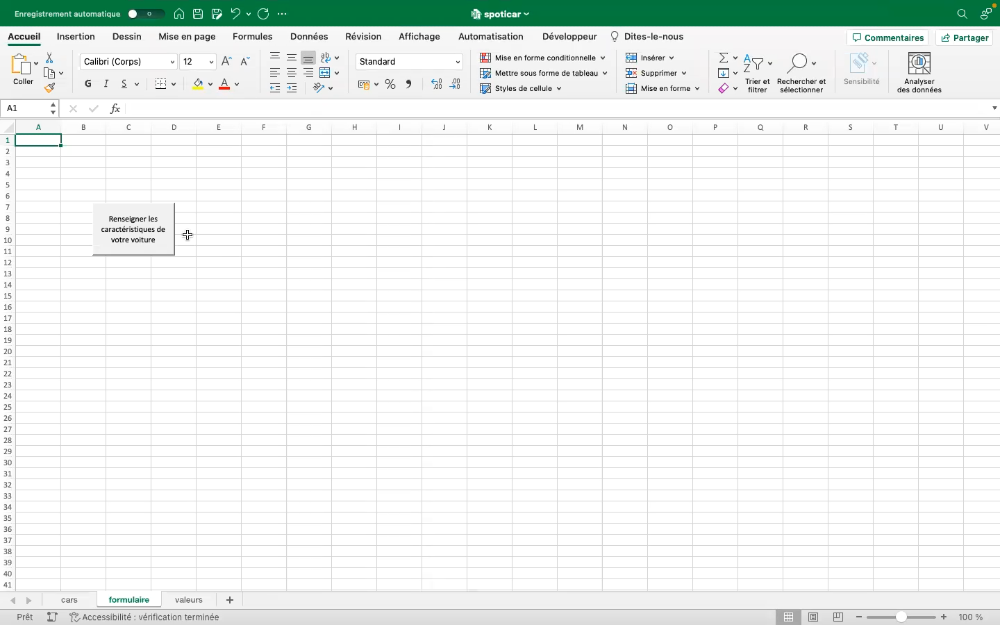 Enregistrement automatique
spoticar
Accueil Insertion Dessin Mise en page Formules Données Révision Affichage Automatisation Développeur Dites-le-nous Commentaires Partager
Coller
Calibri (Corps) 12
G I S
Standard
Mise en forme conditionnelle
Mettre sous forme de tableau
Styles de cellule
Insérer
Supprimer
Mise en forme
Trier et
filtrer
Rechercher et
sélectionner
Sensibilité
Analyser
des données
A1 fx
A B C D E F G H I J K L M N O P Q R S T U V
1
2
3
4
5
6
7
8
9
10
11
12
13
14
15
16
17
18
19
20
21
22
23
24
25
26
27
28
29
30
31
32
33
34
35
36
37
38
39
40
41
Renseigner les
caractéristiques de
votre voiture
cars formulaire valeurs
Prêt Accessibilité : vérification terminée 100 %